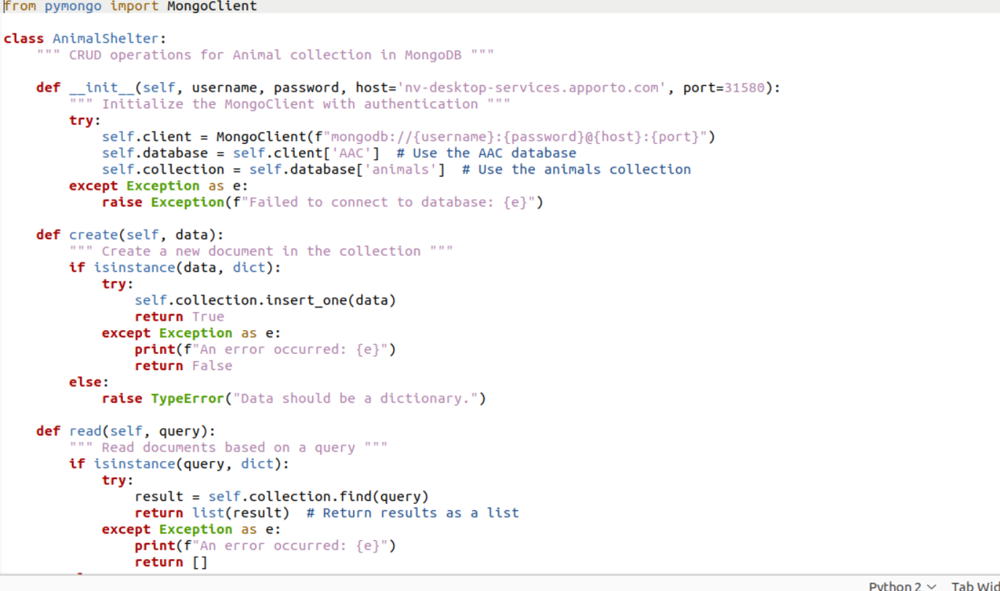 from pymongo import MongoClient
class AnimalShelter:
    """ CRUD operations for Animal collection in MongoDB """
    def __init__(self, username, password, host='nv-desktop-services.apporto.com', port=31580):
        """ Initialize the MongoClient with authentication """
        try:
            self.client = MongoClient(f"mongodb://{username}:{password}@{host}:{port}")
            self.database = self.client['AAC']  # Use the AAC database
            self.collection = self.database['animals']  # Use the animals collection
        except Exception as e:
            raise Exception(f"Failed to connect to database: {e}")
    def create(self, data):
        """ Create a new document in the collection """
        if isinstance(data, dict):
            try:
                self.collection.insert_one(data)
                return True
            except Exception as e:
                print(f"An error occurred: {e}")
                return False
        else:
            raise TypeError("Data should be a dictionary.")
    def read(self, query):
        """ Read documents based on a query """
        if isinstance(query, dict):
            try:
                result = self.collection.find(query)
                return list(result)  # Return results as a list
            except Exception as e:
                print(f"An error occurred: {e}")
                return []
Python 2 Tab Wid